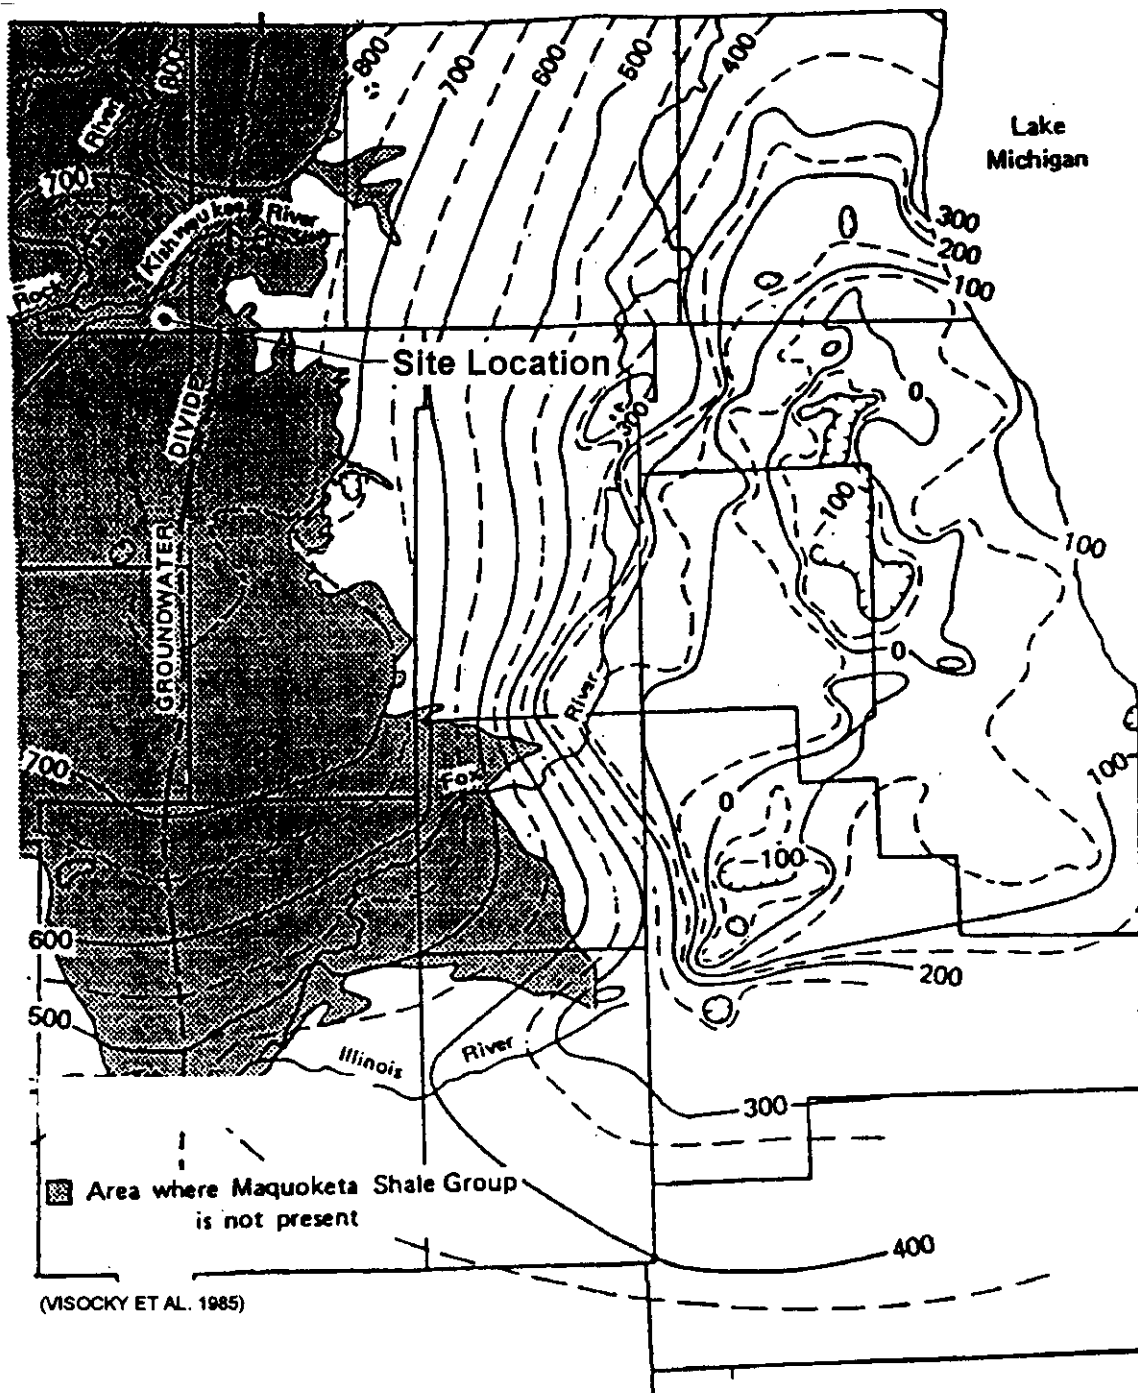 800
800
700
600
500
400
Lake
Michigan
River
700
Kishwaukee River
Rock
300
200
100
0
Site Location
300
0
DIVIDE
100
100
GROUNDWATER
0
River
700
Fox
100
0
-100
600
200
500
Illinois River
300
Area where Maquoketa Shale Group
is not present
400
(VISOCKY ET AL. 1985)